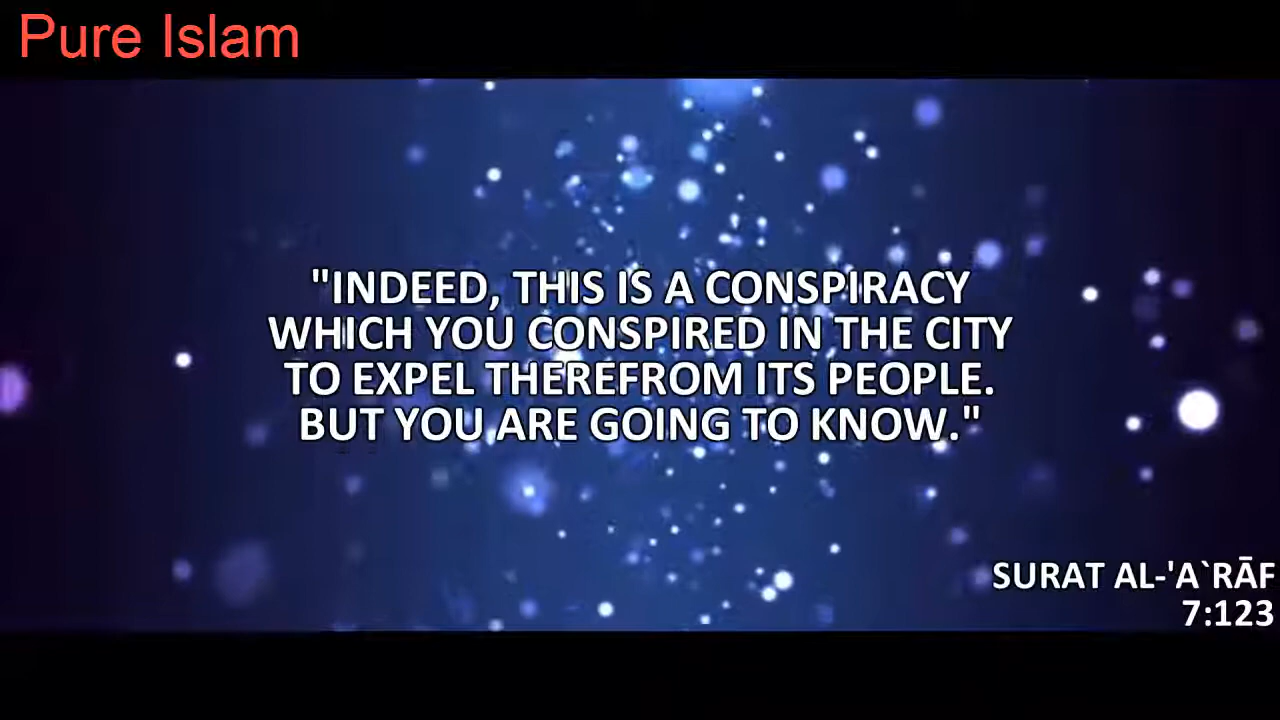 Pure Islam
"INDEED, THIS IS A CONSPIRACY
WHICH YOU CONSPIRED IN THE CITY
TO EXPEL THEREFROM ITS PEOPLE.
BUT YOU ARE GOING TO KNOW."
SURAT AL-'A`RĀF
7:123